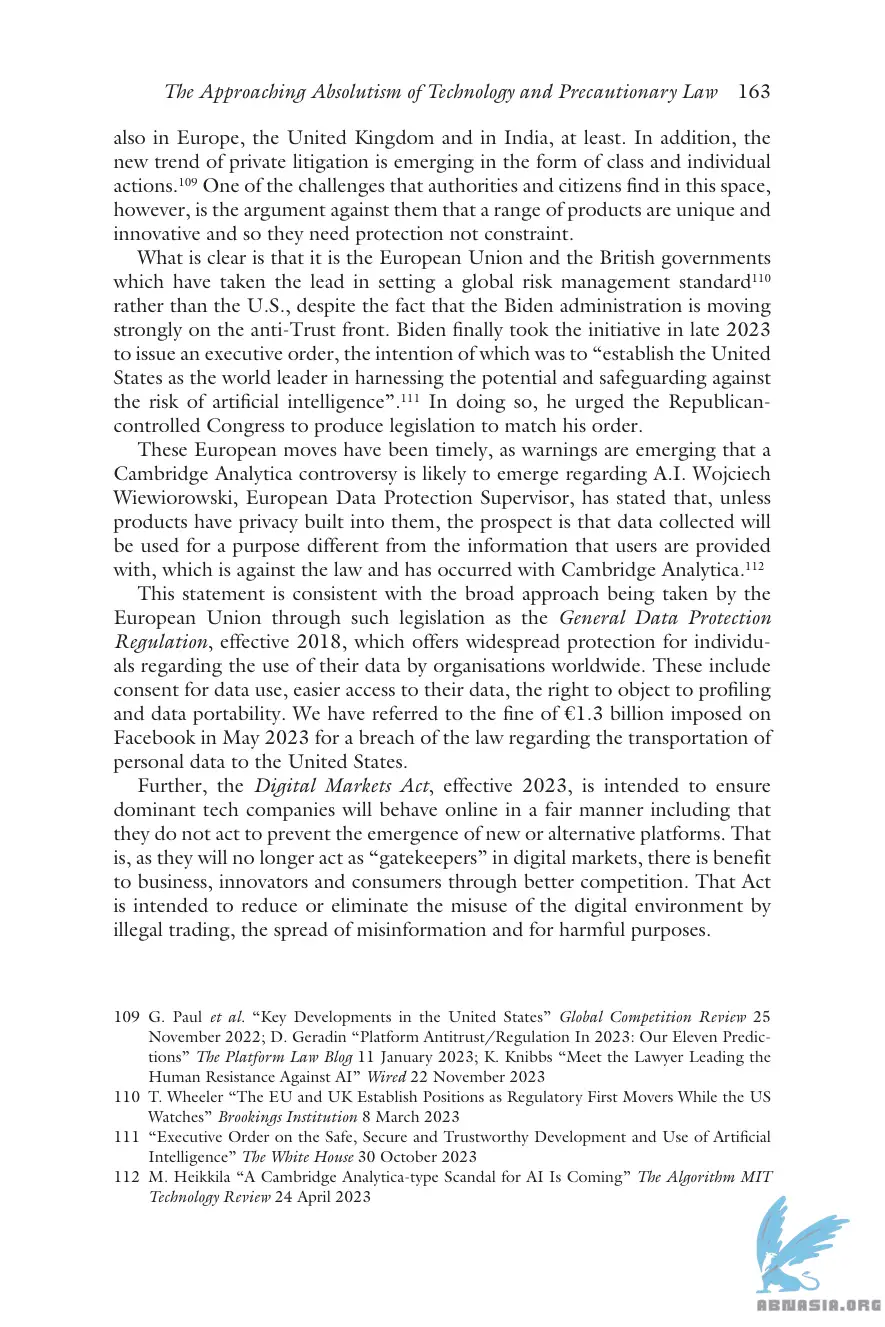 The Approaching Absolutism of Technology and Precautionary Law 163
also in Europe, the United Kingdom and in India, at least. In addition, the
new trend of private litigation is emerging in the form of class and individual
actions.¹⁰⁹ One of the challenges that authorities and citizens find in this space,
however, is the argument against them that a range of products are unique and
innovative and so they need protection not constraint.
What is clear is that it is the European Union and the British governments
which have taken the lead in setting a global risk management standard¹¹⁰
rather than the U.S., despite the fact that the Biden administration is moving
strongly on the anti-Trust front. Biden finally took the initiative in late 2023
to issue an executive order, the intention of which was to “establish the United
States as the world leader in harnessing the potential and safeguarding against
the risk of artificial intelligence”.¹¹¹ In doing so, he urged the Republican-
controlled Congress to produce legislation to match his order.
These European moves have been timely, as warnings are emerging that a
Cambridge Analytica controversy is likely to emerge regarding A.I. Wojciech
Wiewiorowski, European Data Protection Supervisor, has stated that, unless
products have privacy built into them, the prospect is that data collected will
be used for a purpose different from the information that users are provided
with, which is against the law and has occurred with Cambridge Analytica.¹¹²
This statement is consistent with the broad approach being taken by the
European Union through such legislation as the General Data Protection
Regulation, effective 2018, which offers widespread protection for individu-
als regarding the use of their data by organisations worldwide. These include
consent for data use, easier access to their data, the right to object to profiling
and data portability. We have referred to the fine of €1.3 billion imposed on
Facebook in May 2023 for a breach of the law regarding the transportation of
personal data to the United States.
Further, the Digital Markets Act, effective 2023, is intended to ensure
dominant tech companies will behave online in a fair manner including that
they do not act to prevent the emergence of new or alternative platforms. That
is, as they will no longer act as “gatekeepers” in digital markets, there is benefit
to business, innovators and consumers through better competition. That Act
is intended to reduce or eliminate the misuse of the digital environment by
illegal trading, the spread of misinformation and for harmful purposes.
109 G. Paul et al. “Key Developments in the United States” Global Competition Review 25
November 2022; D. Geradin “Platform Antitrust/Regulation In 2023: Our Eleven Predic-
tions” The Platform Law Blog 11 January 2023; K. Knibbs “Meet the Lawyer Leading the
Human Resistance Against AI” Wired 22 November 2023
110 T. Wheeler “The EU and UK Establish Positions as Regulatory First Movers While the US
Watches” Brookings Institution 8 March 2023
111 “Executive Order on the Safe, Secure and Trustworthy Development and Use of Artificial
Intelligence” The White House 30 October 2023
112 M. Heikkila “A Cambridge Analytica-type Scandal for AI Is Coming” The Algorithm MIT
Technology Review 24 April 2023
ABNASIA.ORG